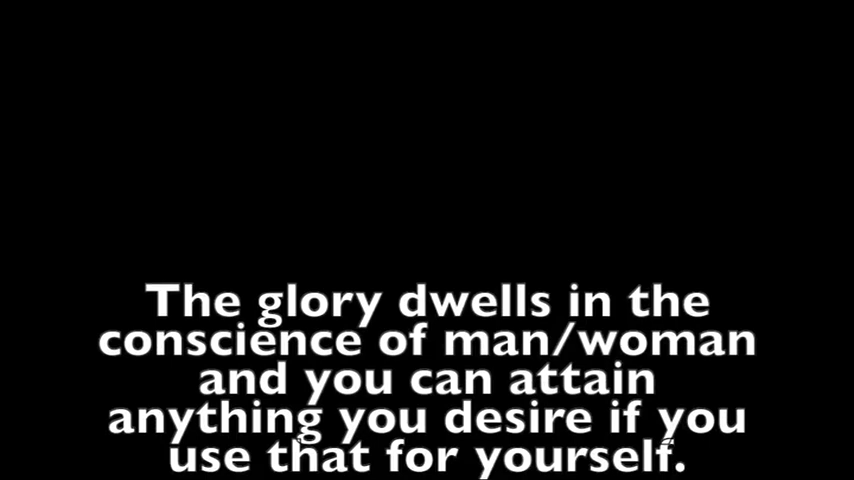 The glory dwells in the
conscience of man/woman
and you can attain
anything you desire if you
use that for yourself.